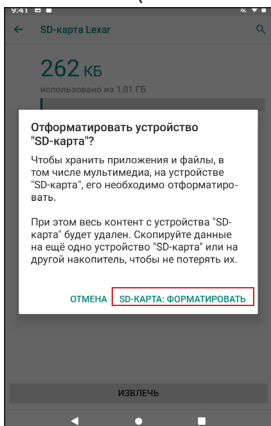 9:41
SD-карта Lexar
262 КБ
использовано из 1,01 ГБ
Отформатировать устройство
"SD-карта"?
Чтобы хранить приложения и файлы, в
том числе мультимедиа, на устройстве
"SD-карта", его необходимо отформатиро-
вать.
При этом весь контент с устройства "SD-
карта" будет удален. Скопируйте данные
на ещё одно устройство "SD-карта" или на
другой накопитель, чтобы не потерять их.
ОТМЕНА SD-КАРТА: ФОРМАТИРОВАТЬ
ИЗВЛЕЧЬ